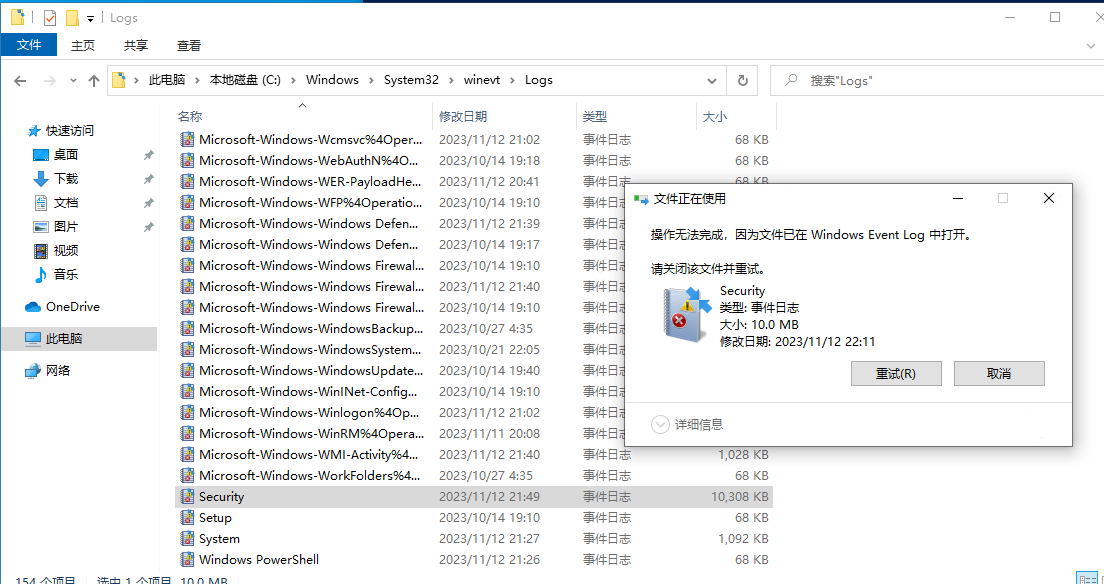 Logs
文件 主页 共享 查看
此电脑 本地磁盘 (C:) Windows System32 winevt Logs 搜索"Logs"
快速访问
桌面
下载
文档
图片
视频
音乐
OneDrive
此电脑
网络
名称 修改日期 类型 大小
Microsoft-Windows-Wcmsvc%4Oper... 2023/11/12 21:02 事件日志 68 KB
Microsoft-Windows-WebAuthN%4O... 2023/10/14 19:18 事件日志 68 KB
Microsoft-Windows-WER-PayloadHe... 2023/11/12 20:41 事件日志 68 KB
Microsoft-Windows-WFP%4Operatio... 2023/10/14 19:10 事件日
Microsoft-Windows-Windows Defen... 2023/11/12 21:39 事件日
Microsoft-Windows-Windows Defen... 2023/10/14 19:17 事件日
Microsoft-Windows-Windows Firewal... 2023/10/14 19:10 事件日
Microsoft-Windows-Windows Firewal... 2023/11/12 21:40 事件日
Microsoft-Windows-Windows Firewal... 2023/10/14 19:10 事件日
Microsoft-Windows-WindowsBackup... 2023/10/27 4:35 事件日
Microsoft-Windows-WindowsSystem... 2023/10/21 22:05 事件日
Microsoft-Windows-WindowsUpdate... 2023/10/14 19:40 事件日
Microsoft-Windows-WinINet-Config... 2023/10/14 19:10 事件日
Microsoft-Windows-Winlogon%4Op... 2023/11/12 21:02 事件日
Microsoft-Windows-WinRM%4Opera... 2023/11/11 20:08 事件日
Microsoft-Windows-WMI-Activity%4... 2023/11/12 21:40 事件日志 1,028 KB
Microsoft-Windows-WorkFolders%4... 2023/10/27 4:35 事件日志 68 KB
Security 2023/11/12 21:49 事件日志 10,308 KB
Setup 2023/10/14 19:10 事件日志 68 KB
System 2023/11/12 21:27 事件日志 1,092 KB
Windows PowerShell 2023/11/12 21:26 事件日志 68 KB
文件正在使用
操作无法完成，因为文件已在 Windows Event Log 中打开。
请关闭该文件并重试。
Security
类型: 事件日志
大小: 10.0 MB
修改日期: 2023/11/12 22:11
重试(R) 取消
详细信息
154 个项目 选中 1 个项目 10.0 MB